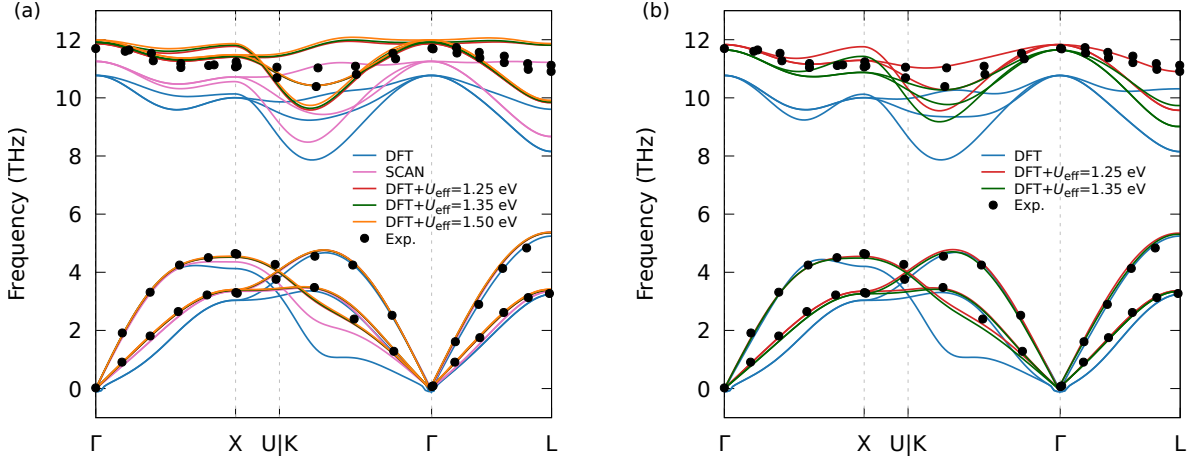 (a)
Frequency (THz)
12
10
8
6
4
2
0
DFT
SCAN
DFT+Ueff=1.25 eV
DFT+Ueff=1.35 eV
DFT+Ueff=1.50 eV
Exp.
Γ X U|K Γ L
(b)
Frequency (THz)
12
10
8
6
4
2
0
DFT
DFT+Ueff=1.25 eV
DFT+Ueff=1.35 eV
Exp.
Γ X U|K Γ L